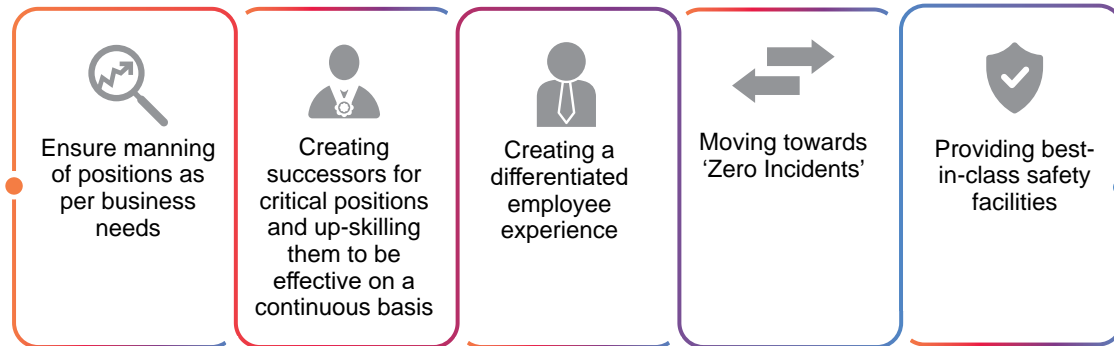 Ensure manning
of positions as
per business
needs
Creating
successors for
critical positions
and up-skilling
them to be
effective on a
continuous basis
Creating a
differentiated
employee
experience
Moving towards
‘Zero Incidents’
Providing best-
in-class safety
facilities